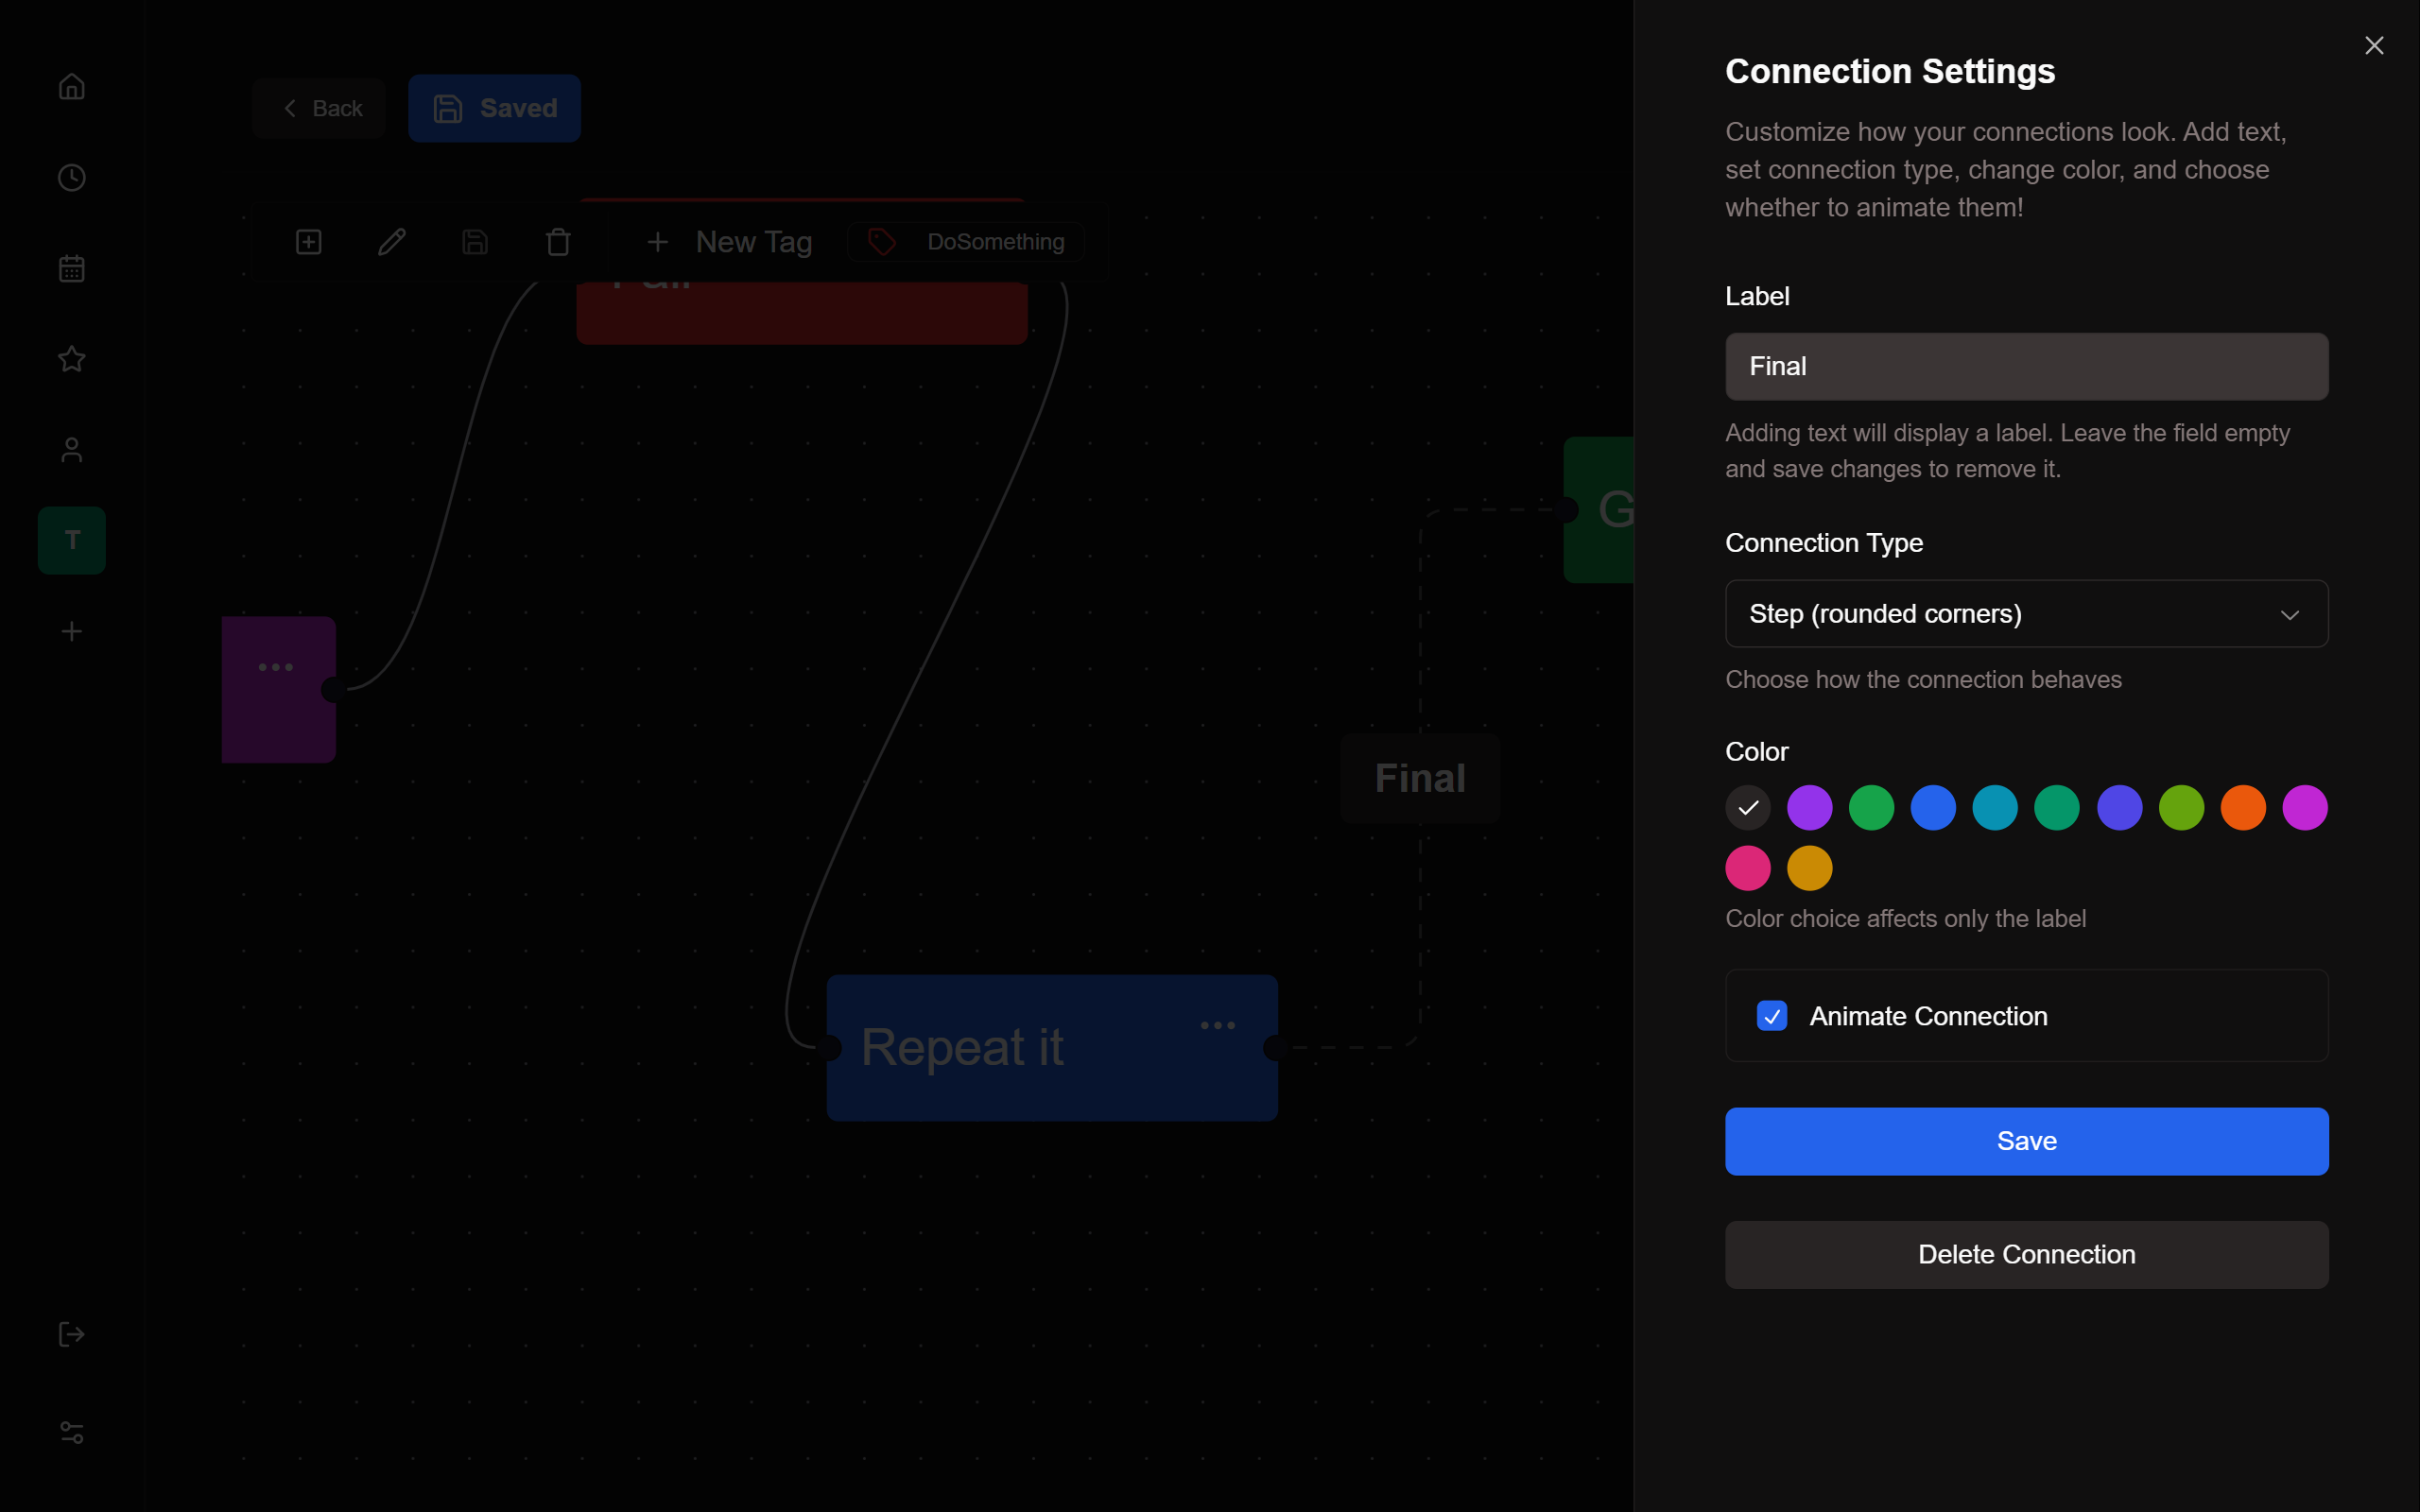 Back
Saved
New Tag
DoSomething
T
Final
Repeat it
Connection Settings
Customize how your connections look. Add text,
set connection type, change color, and choose
whether to animate them!
Label
Final
Adding text will display a label. Leave the field empty
and save changes to remove it.
Connection Type
Step (rounded corners)
Choose how the connection behaves
Color
Color choice affects only the label
Animate Connection
Save
Delete Connection